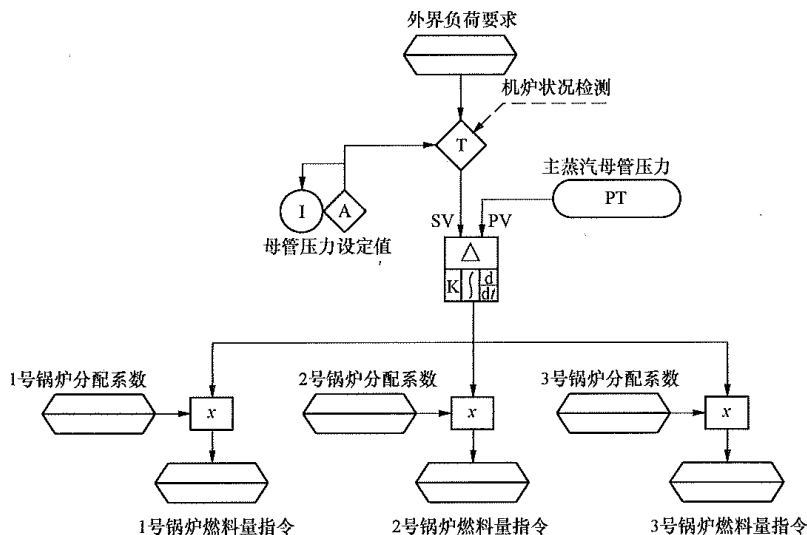 外界负荷要求
机炉状况检测
T
主蒸汽母管压力
PT
I
A
母管压力设定值
SV
PV
△
K ∫ d/dt
1号锅炉分配系数
2号锅炉分配系数
3号锅炉分配系数
x
x
x
1号锅炉燃料量指令
2号锅炉燃料量指令
3号锅炉燃料量指令